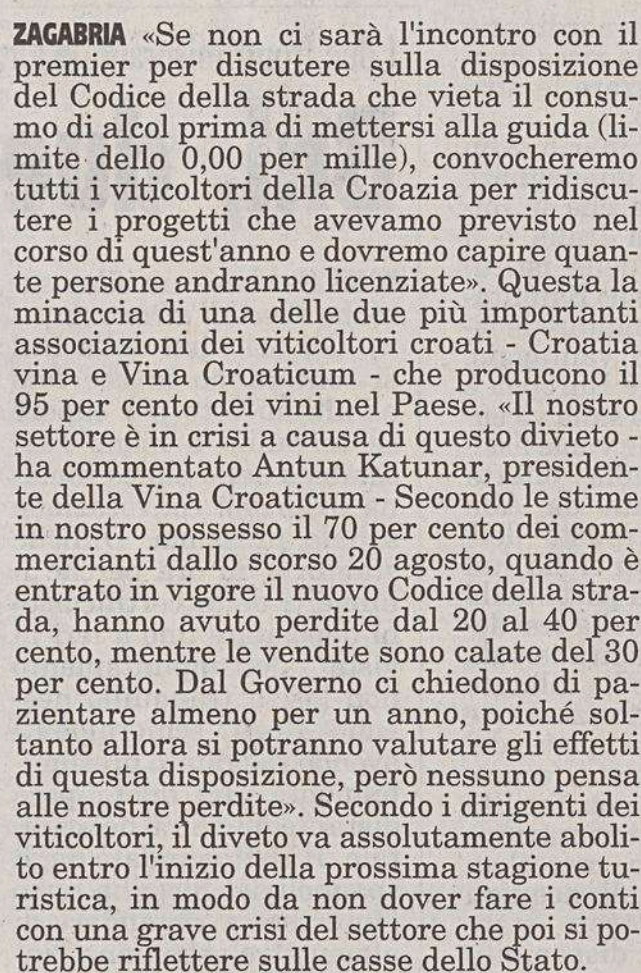 ZAGABRIA «Se non ci sarà l'incontro con il
premier per discutere sulla disposizione
del Codice della strada che vieta il consu-
mo di alcol prima di mettersi alla guida (li-
mite dello 0,00 per mille), convocheremo
tutti i viticoltori della Croazia per ridiscu-
tere i progetti che avevamo previsto nel
corso di quest'anno e dovremo capire quan-
te persone andranno licenziate». Questa la
minaccia di una delle due più importanti
associazioni dei viticoltori croati - Croatia
vina e Vina Croaticum - che producono il
95 per cento dei vini nel Paese. «Il nostro
settore è in crisi a causa di questo divieto -
ha commentato Antun Katunar, presiden-
te della Vina Croaticum - Secondo le stime
in nostro possesso il 70 per cento dei com-
mercianti dallo scorso 20 agosto, quando è
entrato in vigore il nuovo Codice della stra-
da, hanno avuto perdite dal 20 al 40 per
cento, mentre le vendite sono calate del 30
per cento. Dal Governo ci chiedono di pa-
zientare almeno per un anno, poiché sol-
tanto allora si potranno valutare gli effetti
di questa disposizione, però nessuno pensa
alle nostre perdite». Secondo i dirigenti dei
viticoltori, il diveto va assolutamente aboli-
to entro l'inizio della prossima stagione tu-
ristica, in modo da non dover fare i conti
con una grave crisi del settore che poi si po-
trebbe riflettere sulle casse dello Stato.